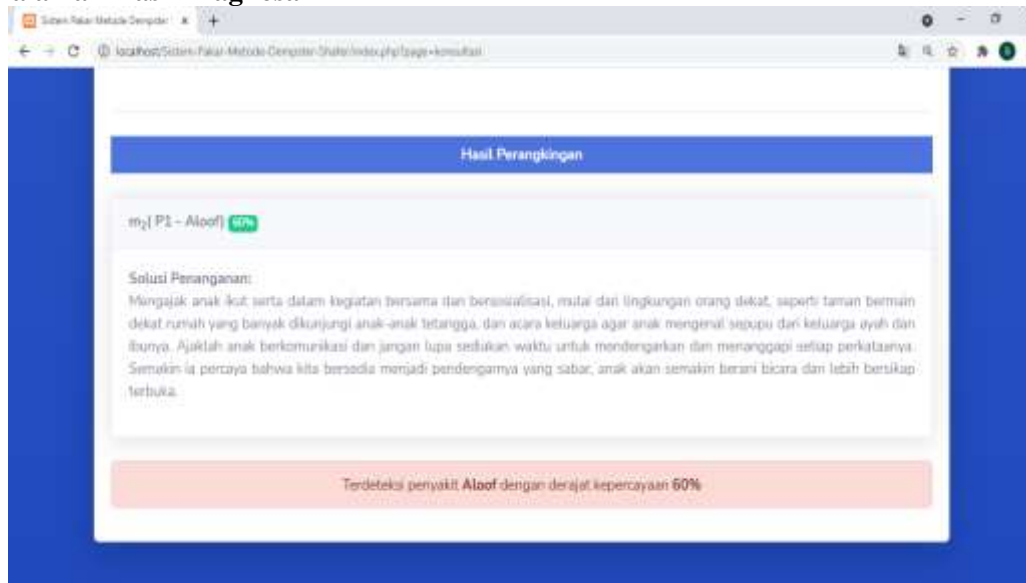 Sistem Pakar Metode Dempster
localhost/Sistem-Pakar-Metode-Dempster-Shafer/index.php?page=konsultasi
Hasil Perangkingan
m2( P1 - Aloof) 60%
Solusi Penanganan:
Mengajak anak ikut serta dalam kegiatan bersama dan bersosialisasi, mulai dari lingkungan orang dekat, seperti taman bermain
dekat rumah yang banyak dikunjungi anak-anak tetangga, dan acara keluarga agar anak mengenal sepupu dari keluarga ayah dan
ibunya. Ajaklah anak berkomunikasi dan jangan lupa sediakan waktu untuk mendengarkan dan menanggapi setiap perkataanya.
Semakin ia percaya bahwa kita bersedia menjadi pendengarnya yang sabar, anak akan semakin berani bicara dan lebih bersikap
terbuka.
Terdeteksi penyakit Aloof dengan derajat kepercayaan 60%